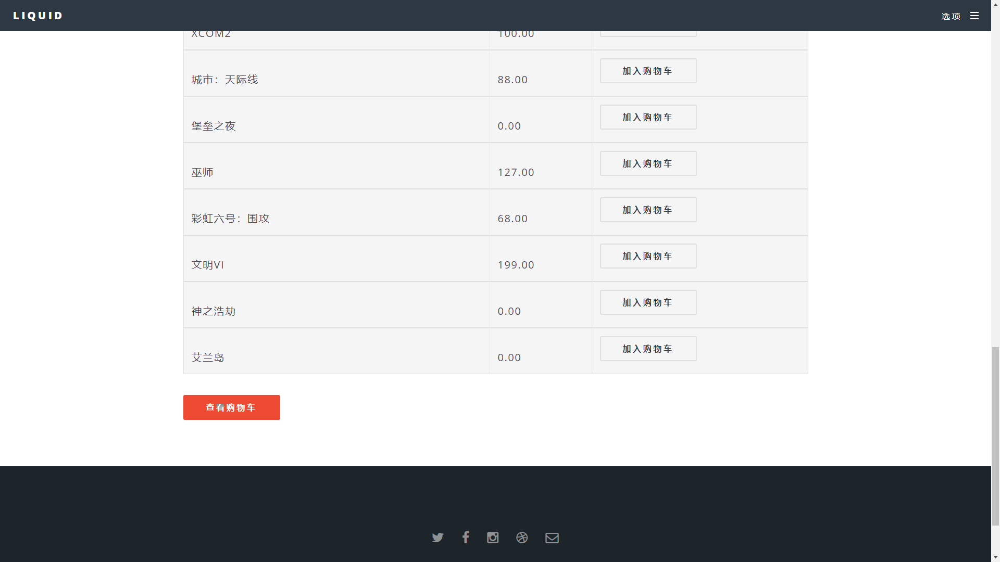 LIQUID
选项
XCOM2 100.00
城市：天际线 88.00 加入购物车
堡垒之夜 0.00 加入购物车
巫师 127.00 加入购物车
彩虹六号：围攻 68.00 加入购物车
文明VI 199.00 加入购物车
神之浩劫 0.00 加入购物车
艾兰岛 0.00 加入购物车
查看购物车